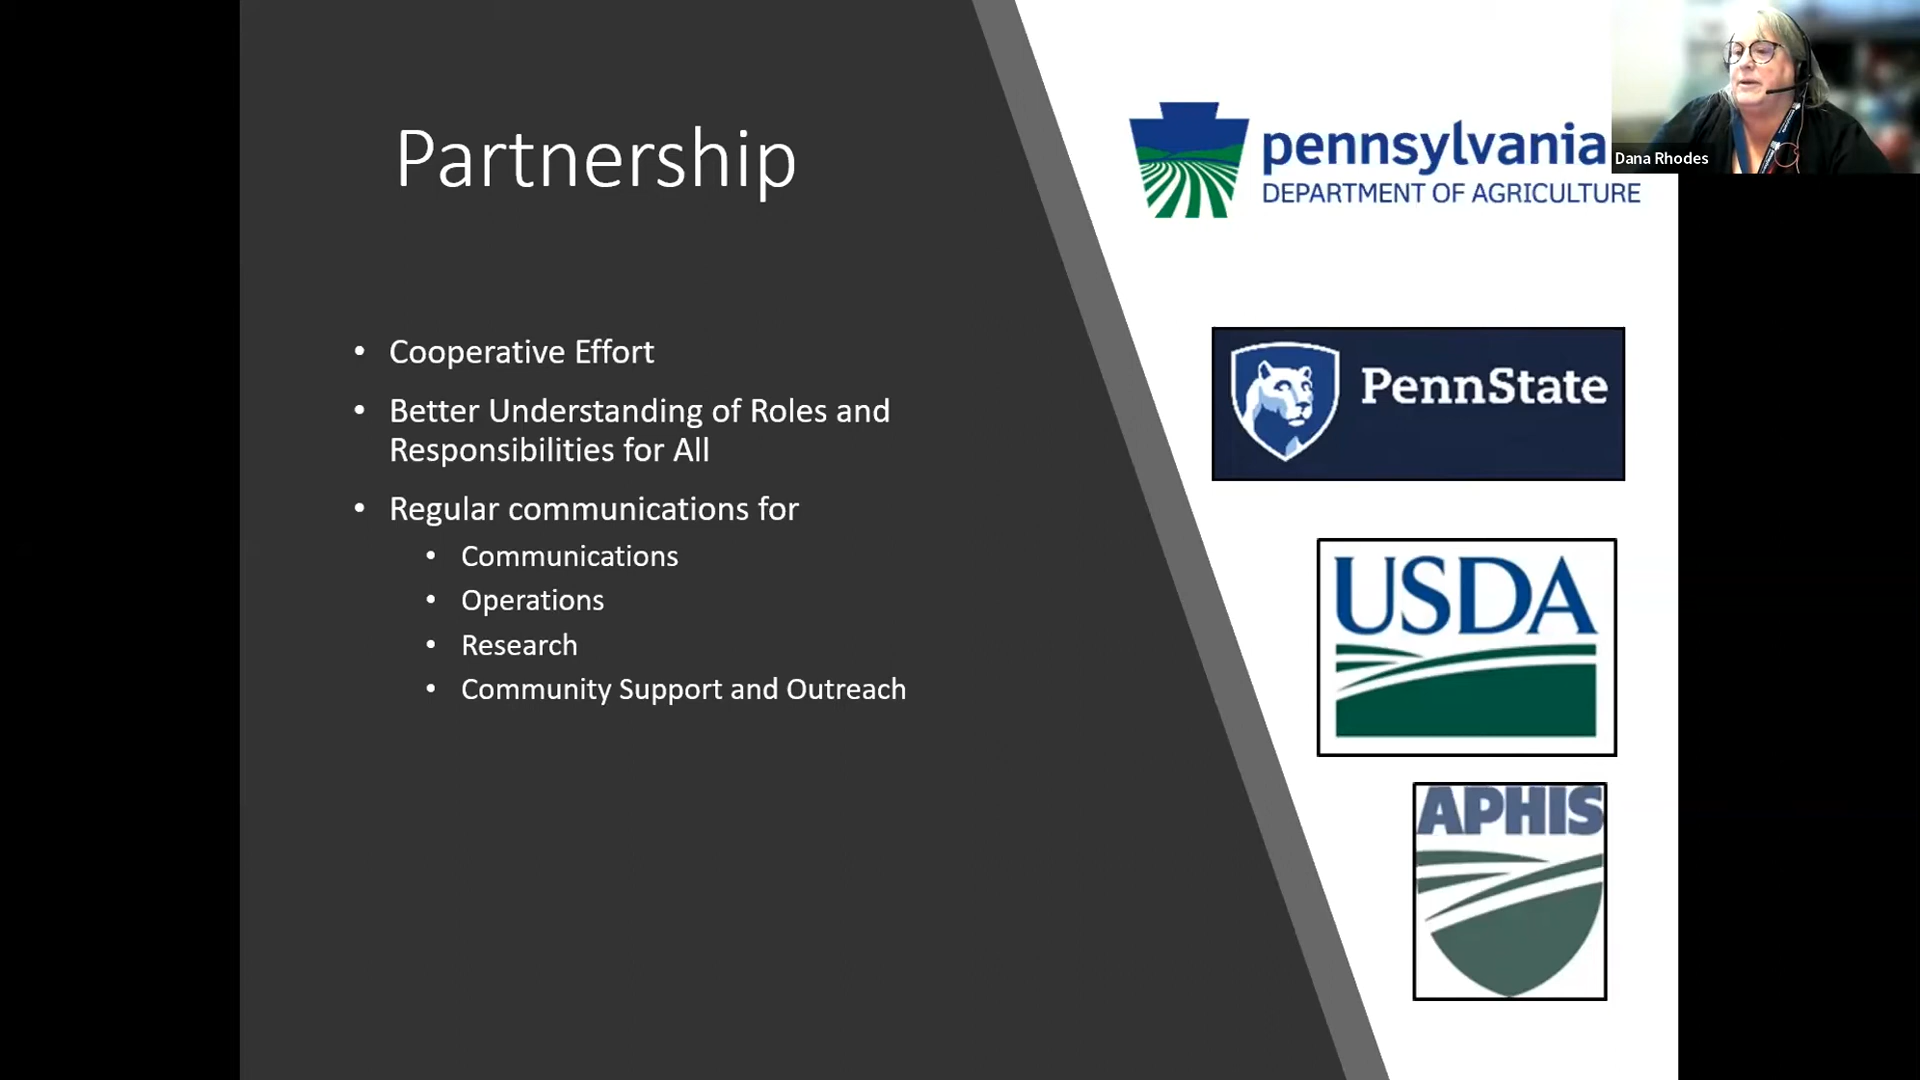 Partnership
• Cooperative Effort
• Better Understanding of Roles and
Responsibilities for All
• Regular communications for
• Communications
• Operations
• Research
• Community Support and Outreach
pennsylvania
DEPARTMENT OF AGRICULTURE
PennState
USDA
APHIS
Dana Rhodes